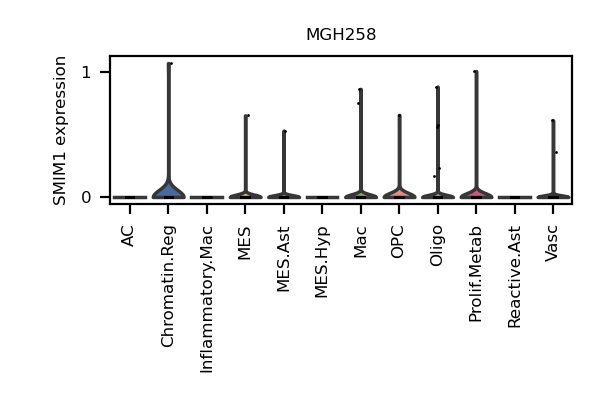 MGH258
SMIM1 expression
1
0
AC
Chromatin.Reg
Inflammatory.Mac
MES
MES.Ast
MES.Hyp
Mac
OPC
Oligo
Prolif.Metab
Reactive.Ast
Vasc